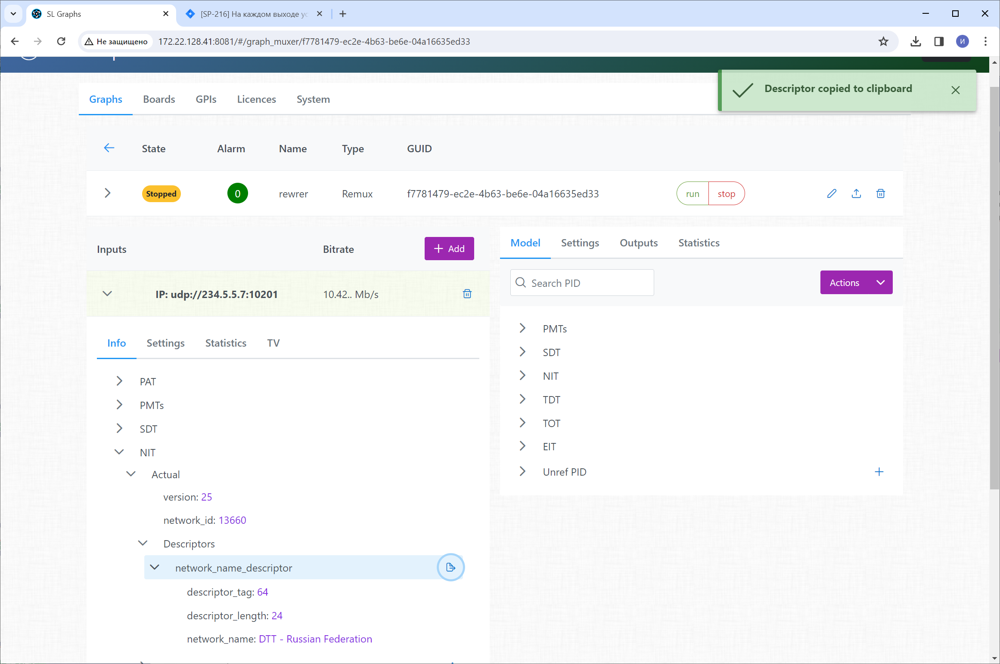 SL Graphs
[SP-216] На каждом выходе ус
Не защищено
172.22.128.41:8081/#/graph_muxer/f7781479-ec2e-4b63-be6e-04a16635ed33
И
Descriptor copied to clipboard
Graphs Boards GPIs Licences System
State Alarm Name Type GUID
Stopped 0 rewrer Remux f7781479-ec2e-4b63-be6e-04a16635ed33 run stop
Inputs Bitrate + Add
IP: udp://234.5.5.7:10201 10.42.. Mb/s
Info Settings Statistics TV
PAT
PMTs
SDT
NIT
Actual
version: 25
network_id: 13660
Descriptors
network_name_descriptor
descriptor_tag: 64
descriptor_length: 24
network_name: DTT - Russian Federation
Model Settings Outputs Statistics
Search PID
Actions
PMTs
SDT
NIT
TDT
TOT
EIT
Unref PID